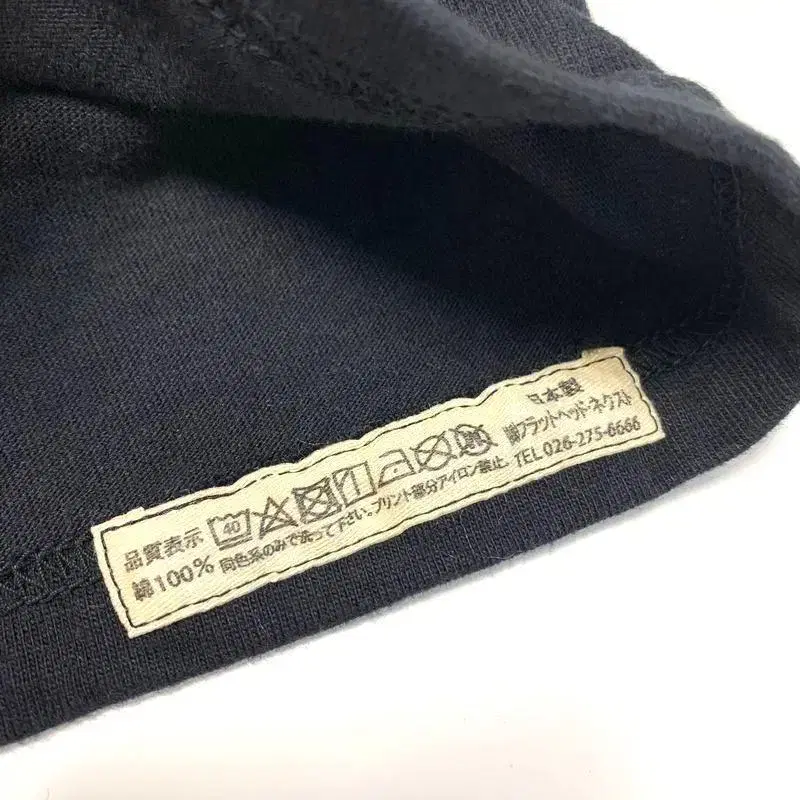 品質表示
綿100%
40
同色系のみで洗って下さい。プリント部分アイロン禁止。
日本製
㈱フラットヘッド・ネクスト
TEL 026-275-6666